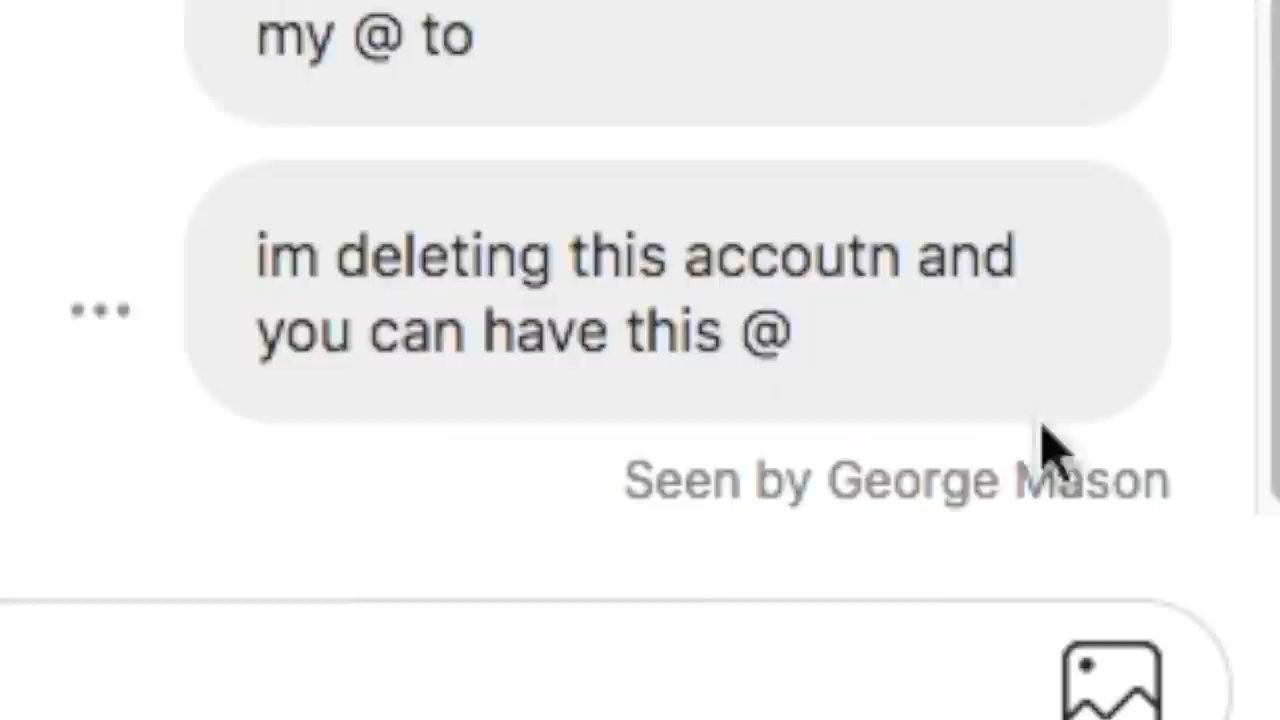 my @ to
im deleting this accoutn and
you can have this @
Seen by George Mason